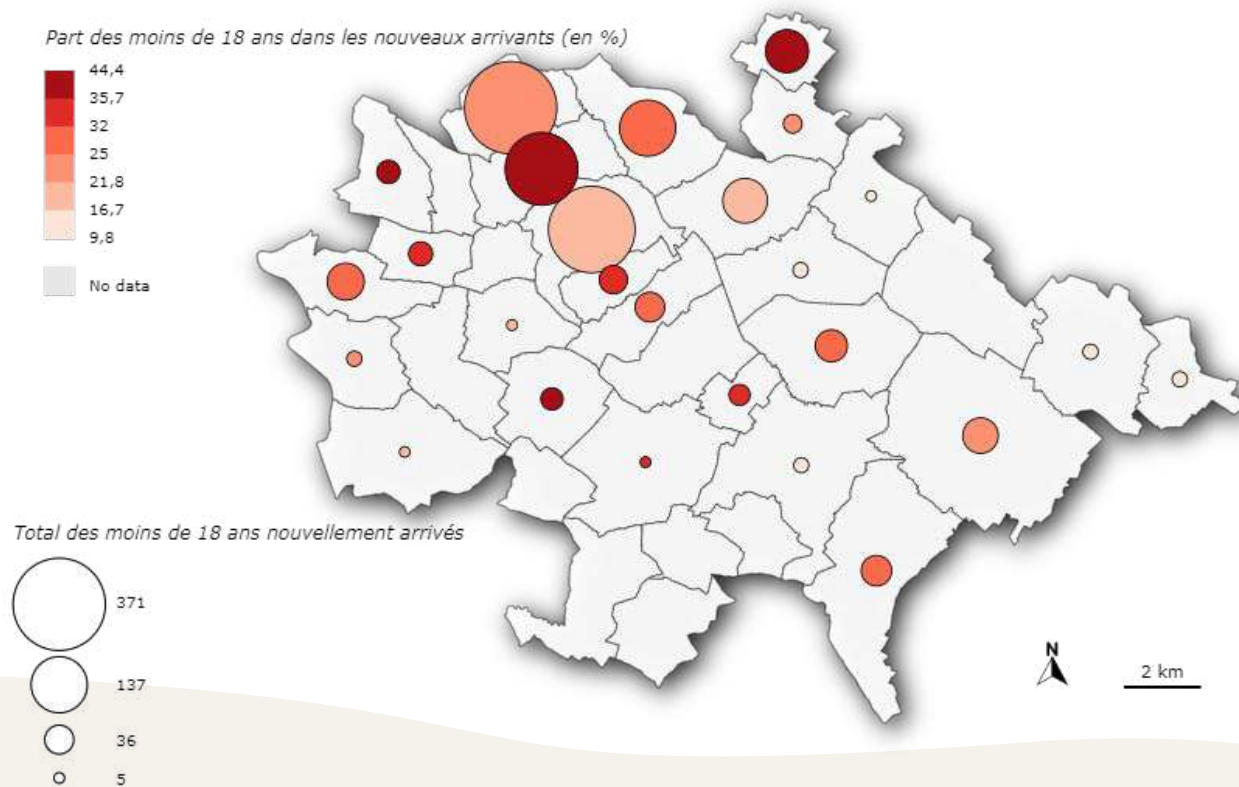 Part des moins de 18 ans dans les nouveaux arrivants (en %)
44,4
35,7
32
25
21,8
16,7
9,8
No data
Total des moins de 18 ans nouvellement arrivés
371
137
36
5
N
2 km